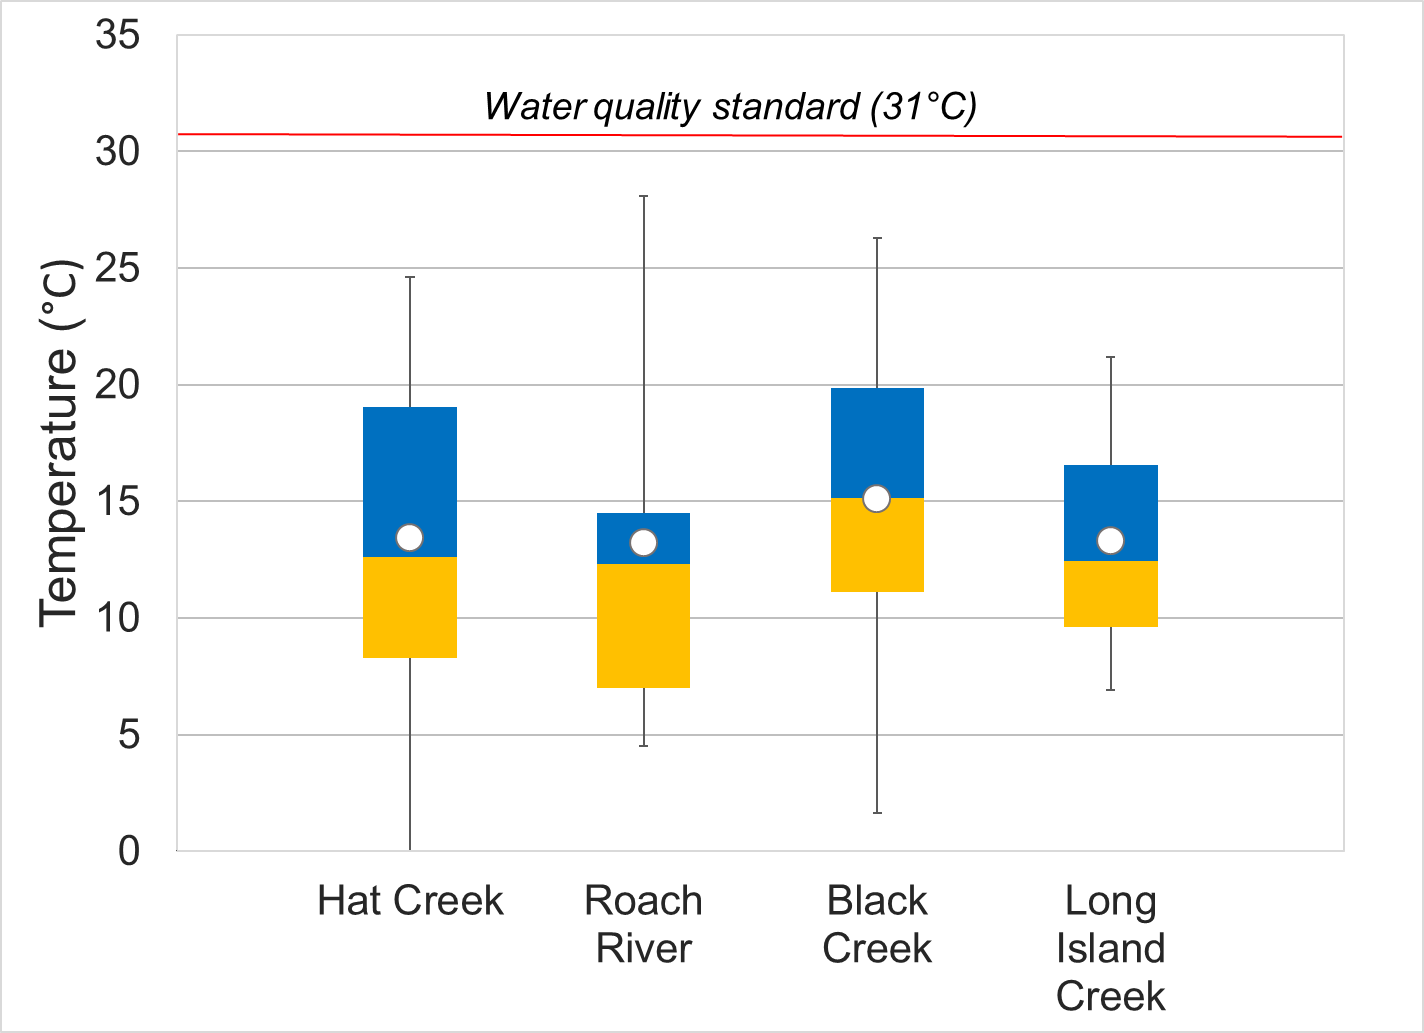 35
Water quality standard (31°C)
30
25
20
15
10
5
0
Temperature (°C)
Hat Creek
Roach
River
Black
Creek
Long
Island
Creek